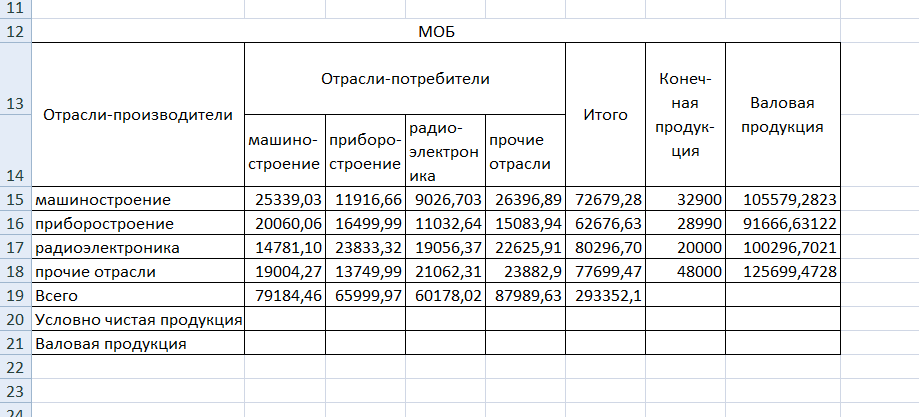 11
12 МОБ
13 Отрасли-производители Отрасли-потребители Итого Конеч-
ная
продук-
ция Валовая
продукция
14 машино-
строение приборо-
строение радио-
электрон
ика прочие
отрасли
15 машиностроение 25339,03 11916,66 9026,703 26396,89 72679,28 32900 105579,2823
16 приборостроение 20060,06 16499,99 11032,64 15083,94 62676,63 28990 91666,63122
17 радиоэлектроника 14781,10 23833,32 19056,37 22625,91 80296,70 20000 100296,7021
18 прочие отрасли 19004,27 13749,99 21062,31 23882,9 77699,47 48000 125699,4728
19 Всего 79184,46 65999,97 60178,02 87989,63 293352,1
20 Условно чистая продукция
21 Валовая продукция
22
23
24